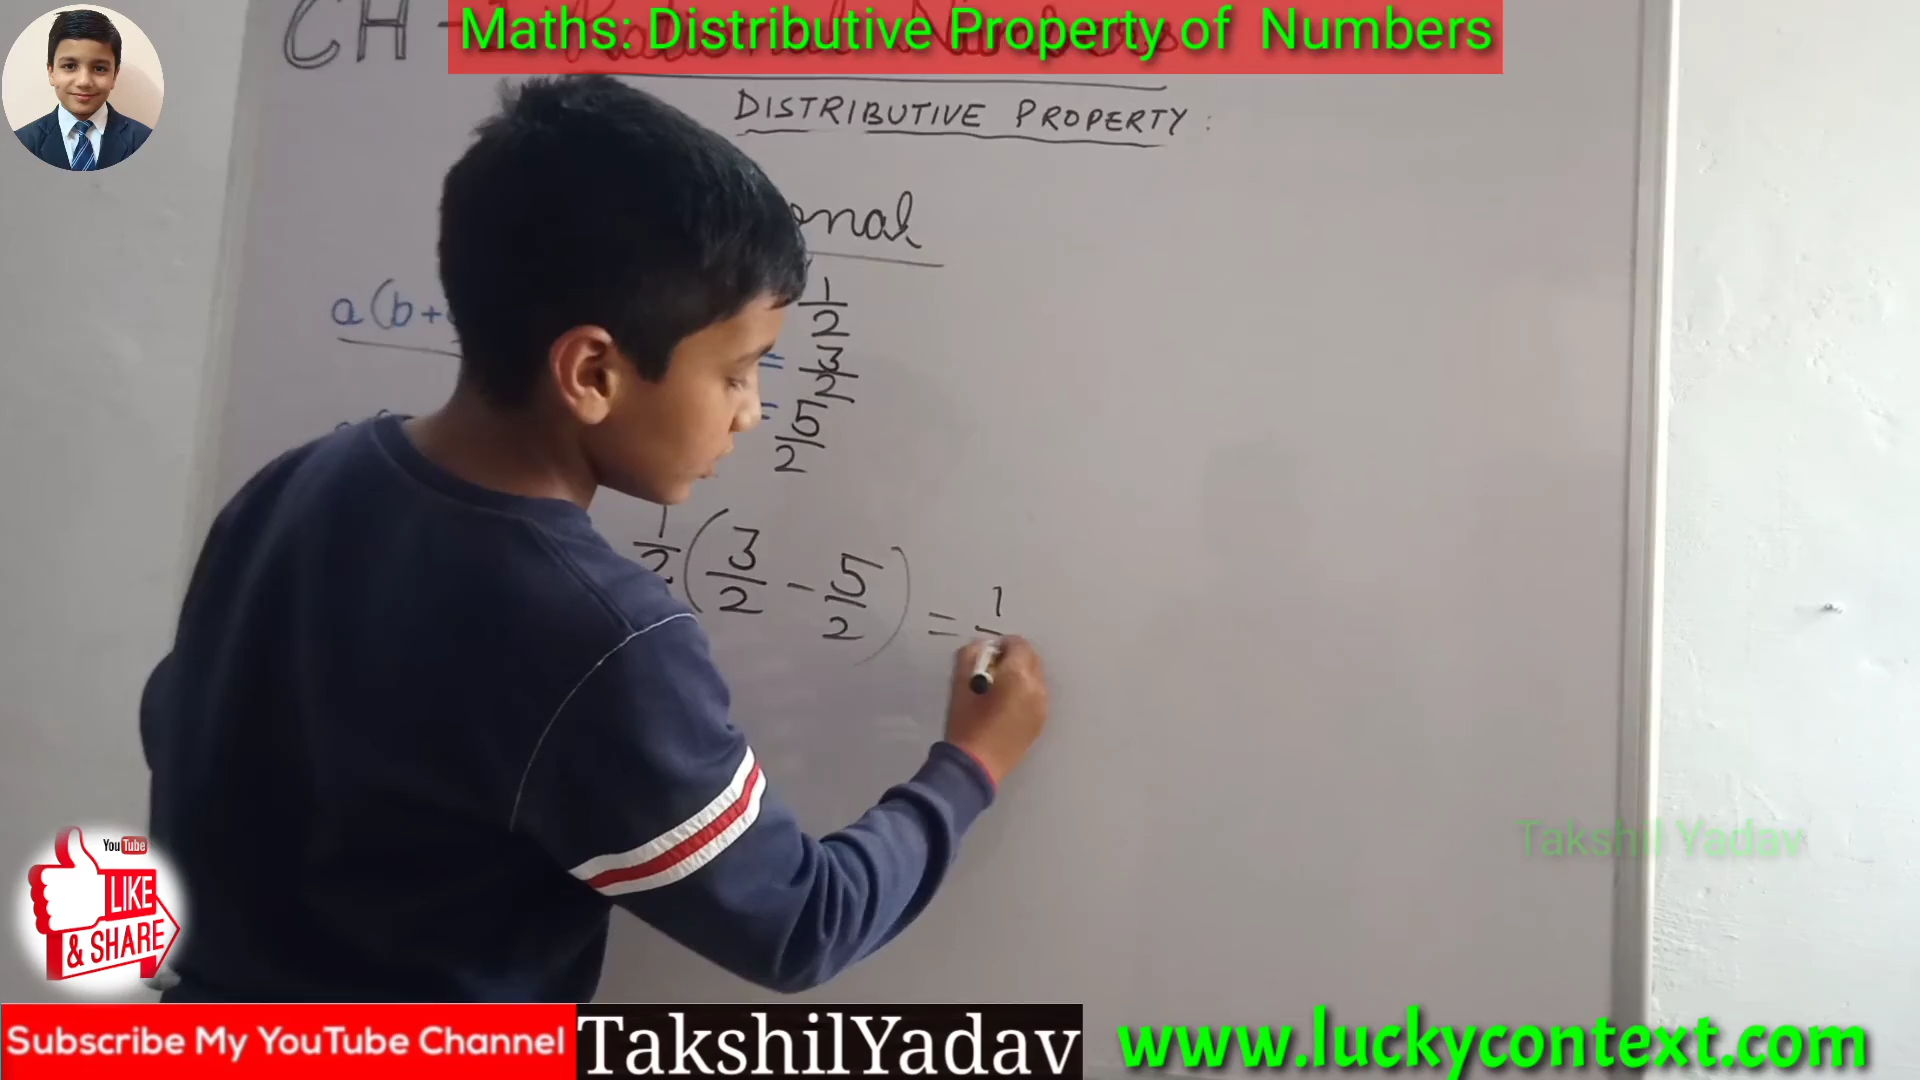 Maths: Distributive Property of Numbers
CH -
DISTRIBUTIVE PROPERTY :
onal
a(b+
1/2
= 3/2
= 5/2
1/2 (3/2 - 5/2) = 1
You Tube
LIKE
& SHARE
Takshil Yadav
Subscribe My YouTube Channel
TakshilYadav
www.luckycontext.com